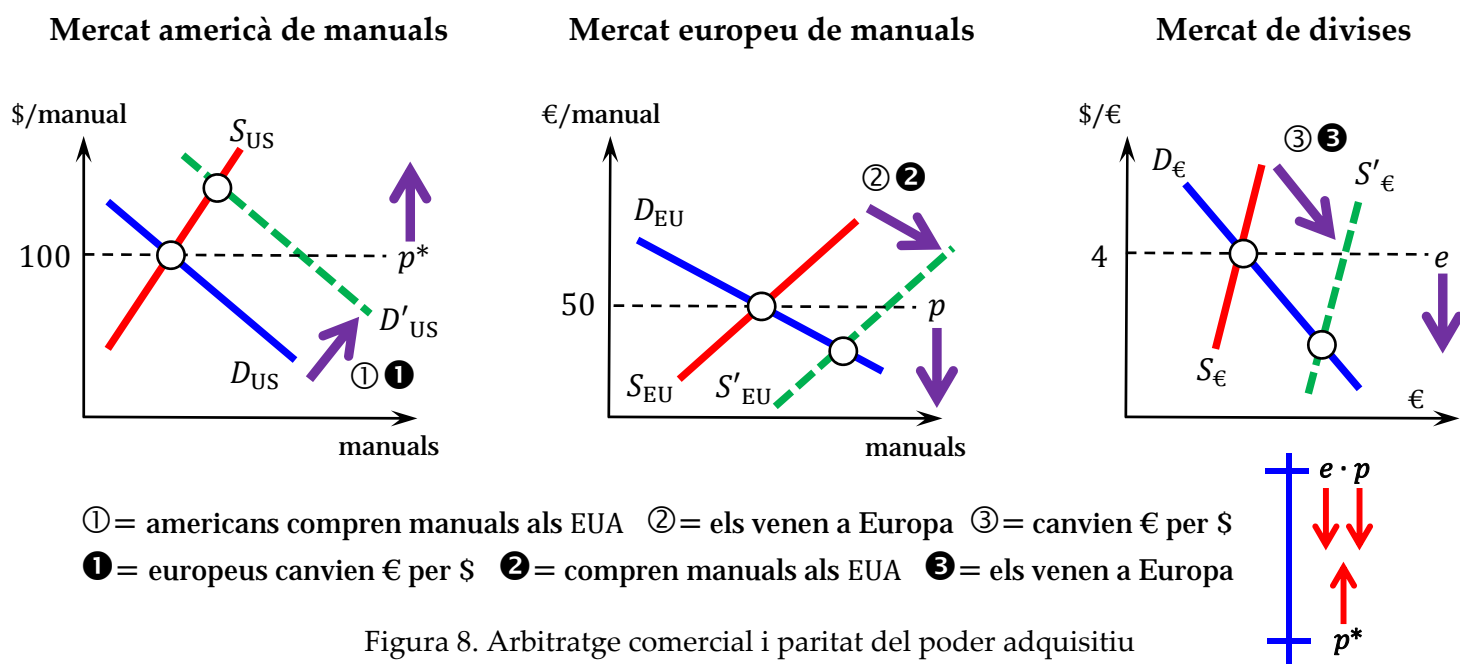 Mercat americà de manuals
Mercat europeu de manuals
Mercat de divises
$/manual
S_US
100
p*
D'_US
D_US
① ❶
manuals
€/manual
② ❷
D_EU
50
p
S_EU
S'_EU
manuals
$/€
③ ❸
D_€
S'_€
4
e
S_€
€
e · p
p*
①= americans compren manuals als EUA ②= els venen a Europa ③= canvien € per $
❶= europeus canvien € per $ ❷= compren manuals als EUA ❸= els venen a Europa
Figura 8. Arbitratge comercial i paritat del poder adquisitiu